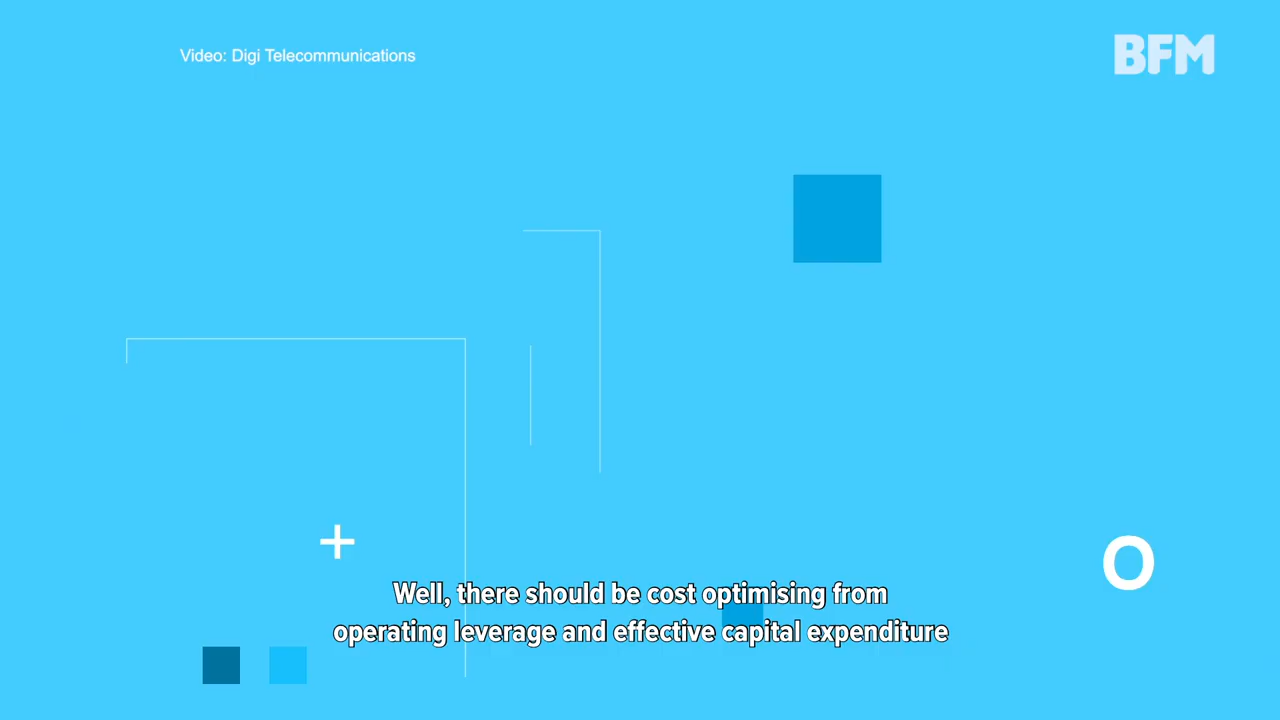 Video: Digi Telecommunications
BFM
+
O
Well, there should be cost optimising from
operating leverage and effective capital expenditure